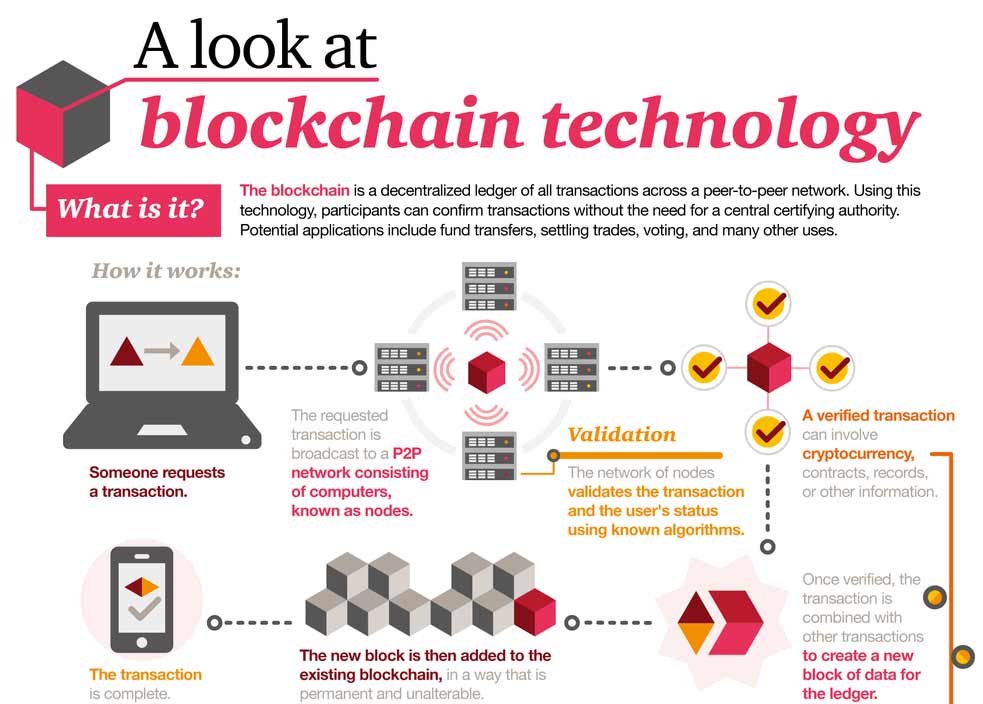 A look at
blockchain technology
What is it?
The blockchain is a decentralized ledger of all transactions across a peer-to-peer network. Using this
technology, participants can confirm transactions without the need for a central certifying authority.
Potential applications include fund transfers, settling trades, voting, and many other uses.
How it works:
Someone requests
a transaction.
The requested
transaction is
broadcast to a P2P
network consisting
of computers,
known as nodes.
Validation
The network of nodes
validates the transaction
and the user's status
using known algorithms.
A verified transaction
can involve
cryptocurrency,
contracts, records,
or other information.
Once verified, the
transaction is
combined with
other transactions
to create a new
block of data for
the ledger.
The new block is then added to the
existing blockchain, in a way that is
permanent and unalterable.
The transaction
is complete.